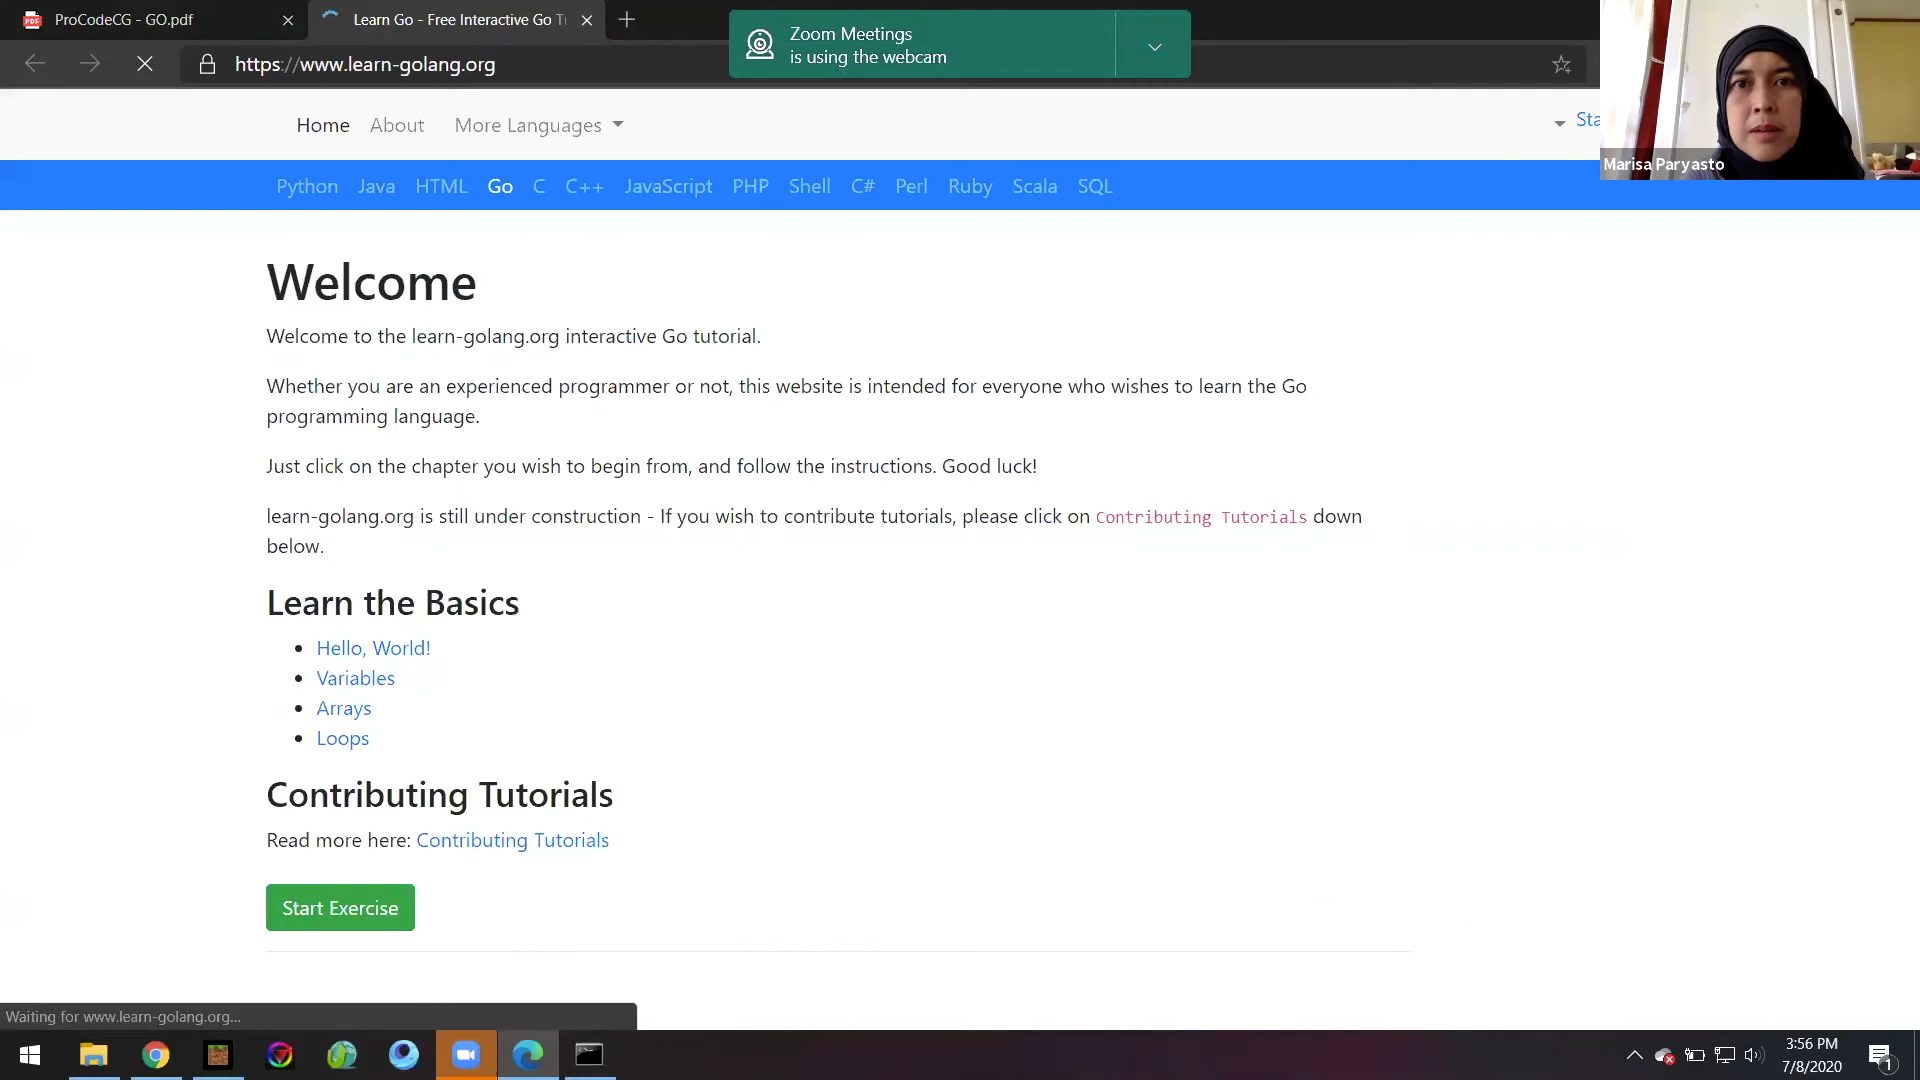 ProCodeCG - GO.pdf
Learn Go - Free Interactive Go Tu
Zoom Meetings
is using the webcam
https://www.learn-golang.org
Home About More Languages
Sta
Marisa Paryasto
Python Java HTML Go C C++ JavaScript PHP Shell C# Perl Ruby Scala SQL
Welcome
Welcome to the learn-golang.org interactive Go tutorial.
Whether you are an experienced programmer or not, this website is intended for everyone who wishes to learn the Go
programming language.
Just click on the chapter you wish to begin from, and follow the instructions. Good luck!
learn-golang.org is still under construction - If you wish to contribute tutorials, please click on Contributing Tutorials down
below.
Learn the Basics
Hello, World!
Variables
Arrays
Loops
Contributing Tutorials
Read more here: Contributing Tutorials
Start Exercise
Waiting for www.learn-golang.org...
3:56 PM
7/8/2020
1